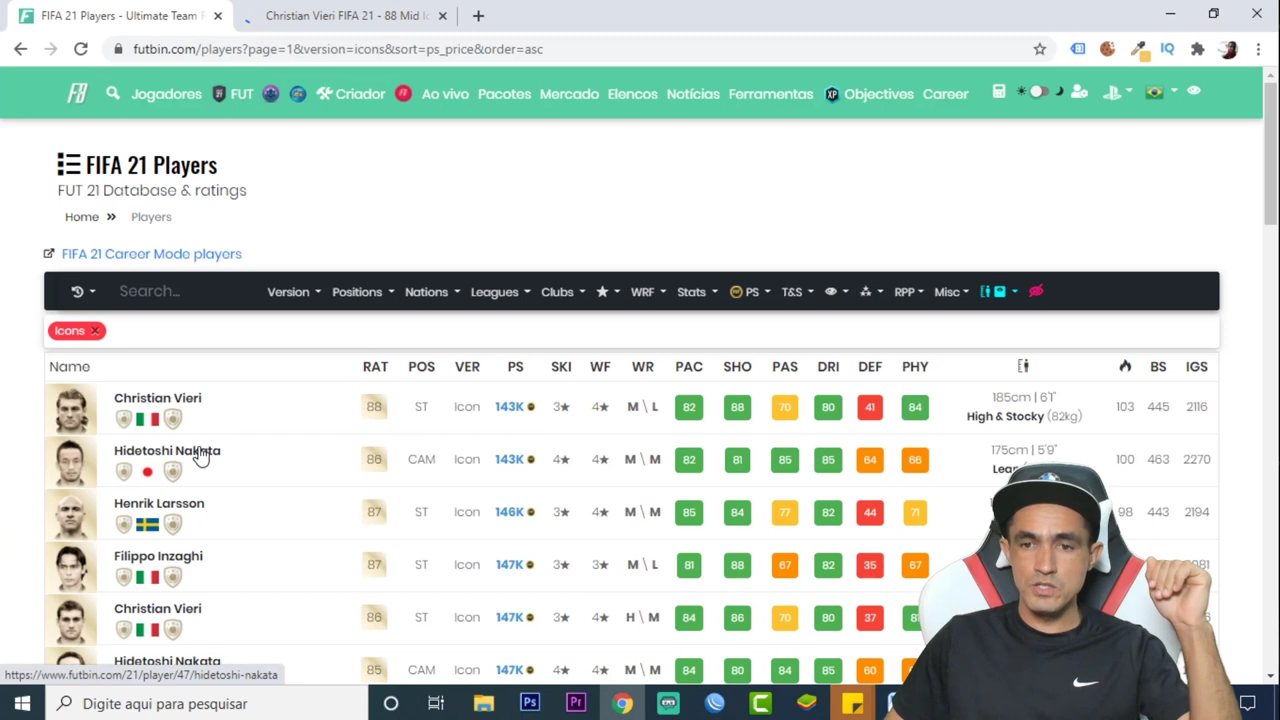 FIFA 21 Players - Ultimate Team
Christian Vieri FIFA 21 - 88 Mid
futbin.com/players?page=1&version=icons&sort=ps_price&order=asc
IQ
F8 Jogadores FUT Criador Ao vivo Pacotes Mercado Elencos Notícias Ferramentas XP Objectives Career
FIFA 21 Players
FUT 21 Database & ratings
Home » Players
FIFA 21 Career Mode players
Search... Version Positions Nations Leagues Clubs WRF Stats PS T&S RPP Misc
Icons ×
Name RAT POS VER PS SKI WF WR PAC SHO PAS DRI DEF PHY BS IGS
Christian Vieri 88 ST Icon 143K 3★ 4★ M \ L 82 88 70 80 41 84 185cm | 6'1" High & Stocky (82kg) 103 445 2116
Hidetoshi Nakata 86 CAM Icon 143K 4★ 4★ M \ M 82 81 85 85 64 66 175cm | 5'9" Lean 100 463 2270
Henrik Larsson 87 ST Icon 146K 3★ 4★ M \ M 85 84 77 82 44 71 98 443 2194
Filippo Inzaghi 87 ST Icon 147K 3★ 4★ M \ L 81 88 67 82 35 67
Christian Vieri 86 ST Icon 147K 3★ 4★ H \ M 84 86 70 80 37
Hidetoshi Nakata 85 CAM Icon 147K 4★ 4★ M \ M 84 80 84 85 60
https://www.futbin.com/21/player/47/hidetoshi-nakata
Digite aqui para pesquisar
Ps Pr